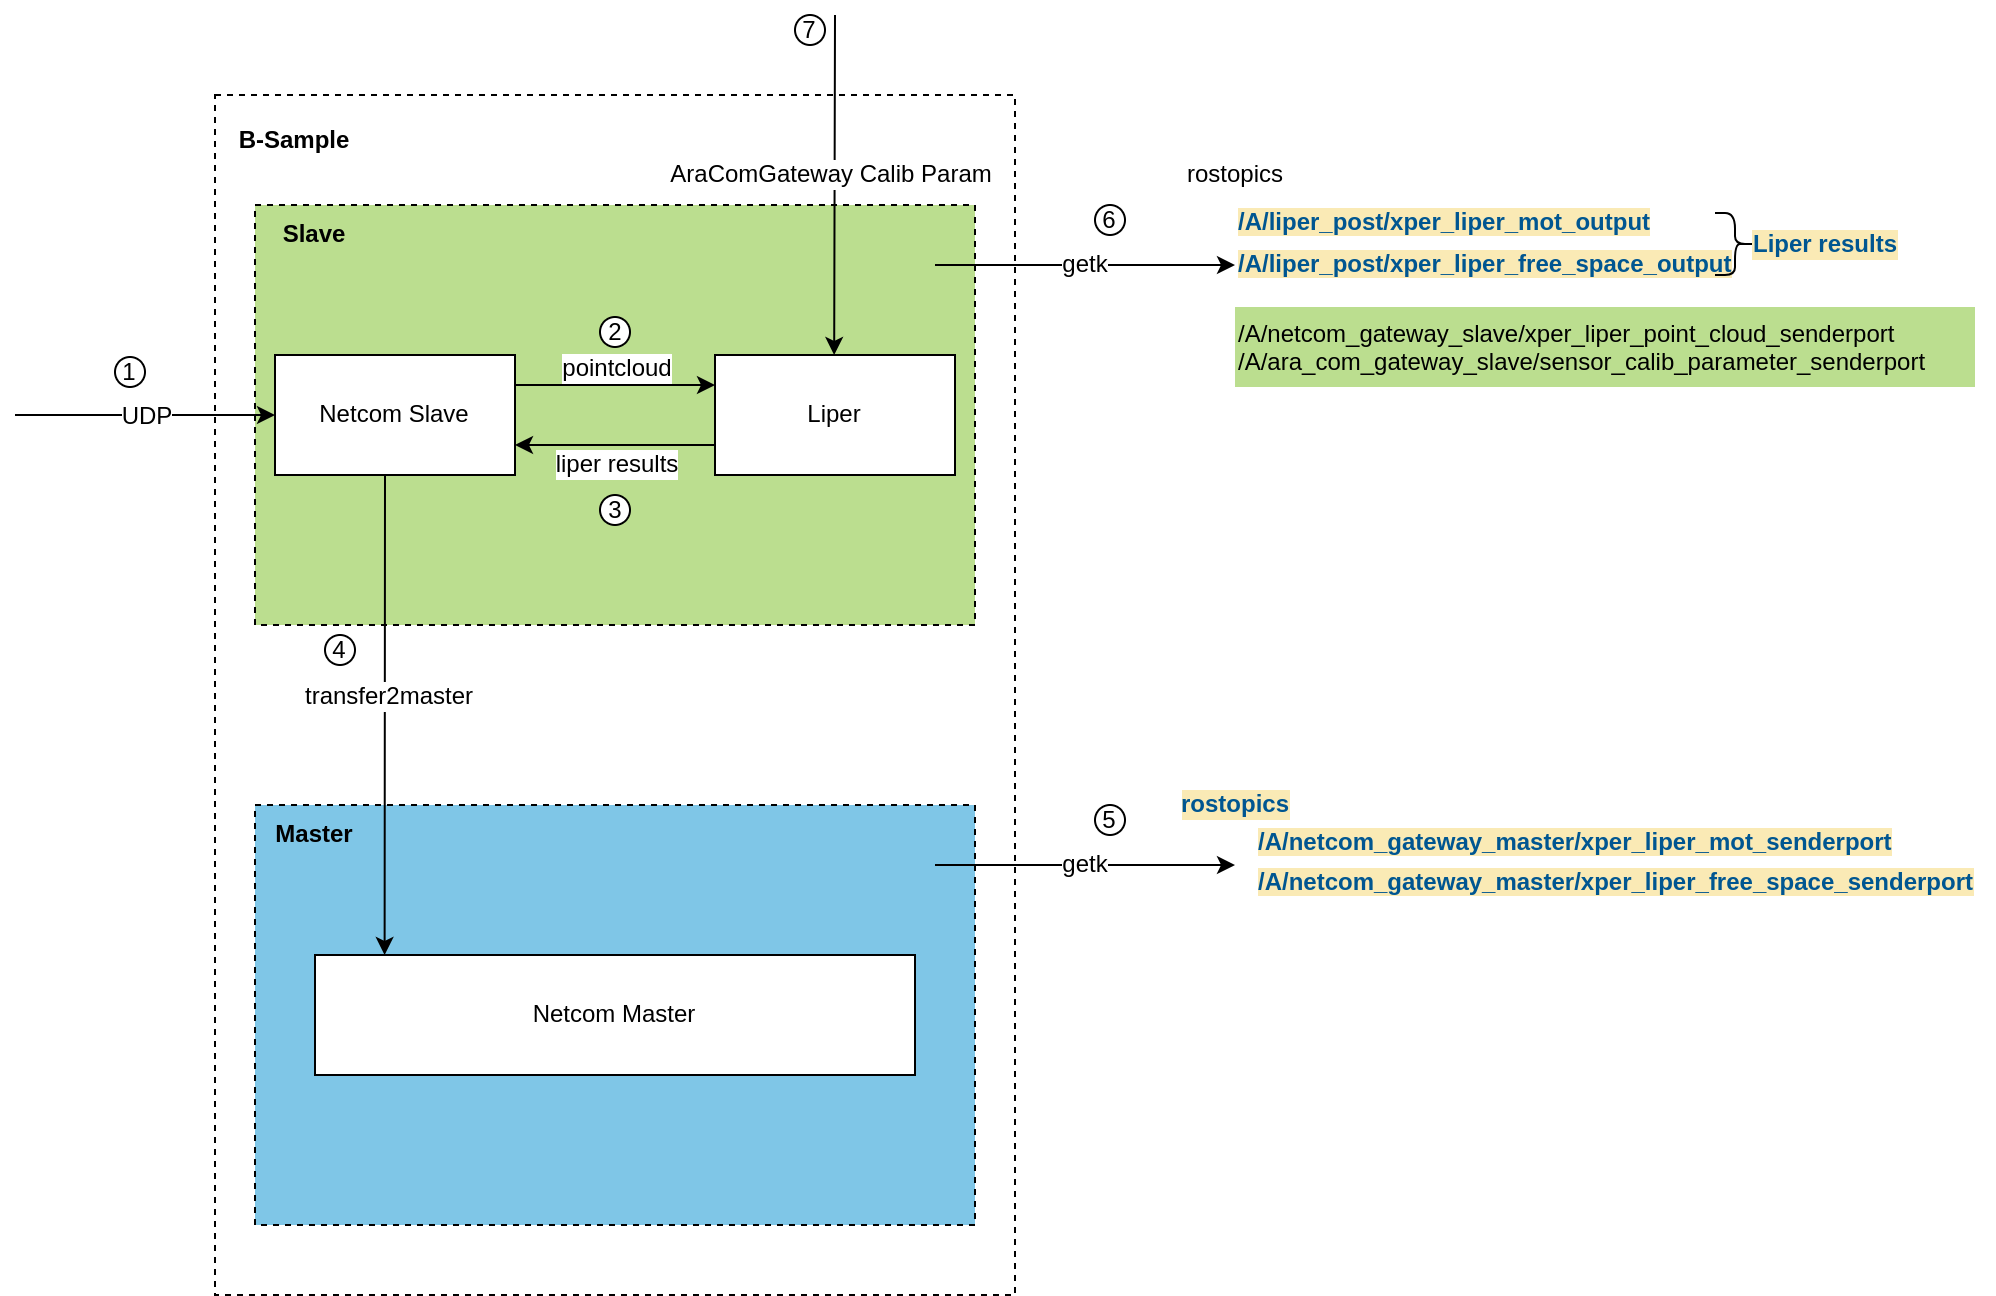 7
B-Sample
AraComGateway Calib Param
rostopics
Slave
6
/A/liper_post/xper_liper_mot_output
getk
/A/liper_post/xper_liper_free_space_output
Liper results
1
2
pointcloud
/A/netcom_gateway_slave/xper_liper_point_cloud_senderport
/A/ara_com_gateway_slave/sensor_calib_parameter_senderport
UDP
Netcom Slave
Liper
liper results
3
4
transfer2master
Master
5
rostopics
/A/netcom_gateway_master/xper_liper_mot_senderport
getk
/A/netcom_gateway_master/xper_liper_free_space_senderport
Netcom Master